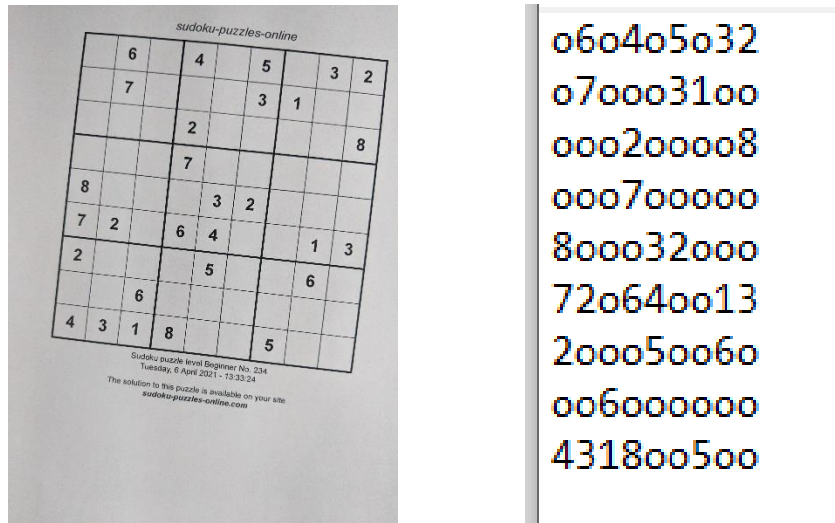 sudoku-puzzles-online
6 4 5 3 2
7 3 1
2 8
7
8 3 2
7 2 6 4 1 3
2 5 6
6
4 3 1 8 5
Sudoku puzzle level Beginner No. 234
Tuesday, 6 April 2021 - 13:33:24
The solution to this puzzle is available on your site
sudoku-puzzles-online.com
o6o4o5o32
o7ooo31oo
ooo2oooo8
ooo7ooooo
8ooo32ooo
72o64oo13
2ooo5oo6o
oo6oooooo
4318oo5oo